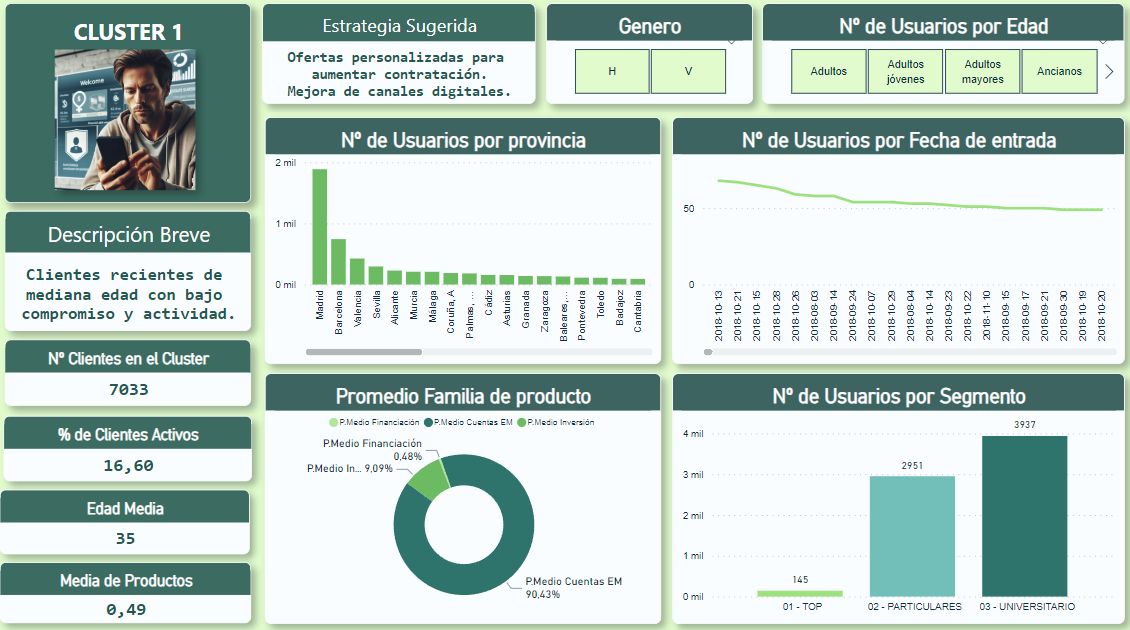 CLUSTER 1
Welcome
Descripción Breve
Clientes recientes de
mediana edad con bajo
compromiso y actividad.
Nº Clientes en el Cluster
7033
% de Clientes Activos
16,60
Edad Media
35
Media de Productos
0,49
Estrategia Sugerida
Ofertas personalizadas para
aumentar contratación.
Mejora de canales digitales.
Genero
H
V
Nº de Usuarios por Edad
Adultos
Adultos
jóvenes
Adultos
mayores
Ancianos
Nº de Usuarios por provincia
2 mil
1 mil
0 mil
Madrid
Barcelona
Valencia
Sevilla
Alicante
Murcia
Málaga
Coruña, A
Palmas, ...
Cádiz
Asturias
Granada
Zaragoza
Baleares,...
Pontevedra
Toledo
Badajoz
Cantabria
Nº de Usuarios por Fecha de entrada
50
0
2018-10-13
2018-10-21
2018-10-15
2018-10-28
2018-10-26
2018-08-03
2018-09-14
2018-09-24
2018-10-07
2018-10-29
2018-08-04
2018-10-14
2018-09-23
2018-10-22
2018-11-10
2018-09-15
2018-09-17
2018-09-21
2018-09-30
2018-10-19
2018-10-20
Promedio Familia de producto
P.Medio Financiación
P.Medio Cuentas EM
P.Medio Inversión
P.Medio Financiación
0,48%
P.Medio In... 9,09%
P.Medio Cuentas EM
90,43%
Nº de Usuarios por Segmento
4 mil
3 mil
2 mil
1 mil
0 mil
145
2951
3937
01 - TOP
02 - PARTICULARES
03 - UNIVERSITARIO